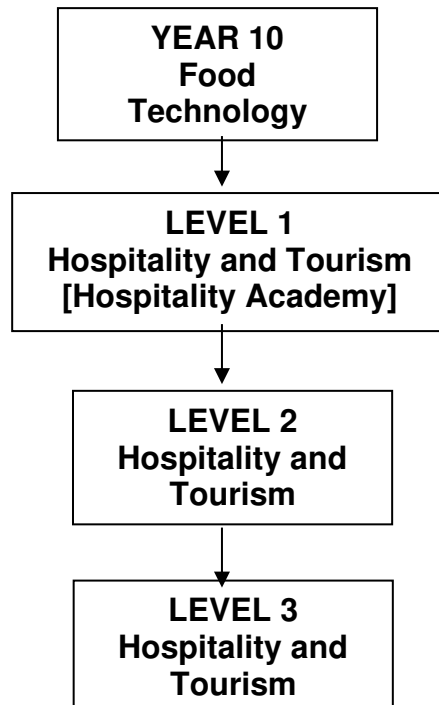 YEAR 10
Food
Technology
LEVEL 1
Hospitality and Tourism
[Hospitality Academy]
LEVEL 2
Hospitality and
Tourism
LEVEL 3
Hospitality and
Tourism